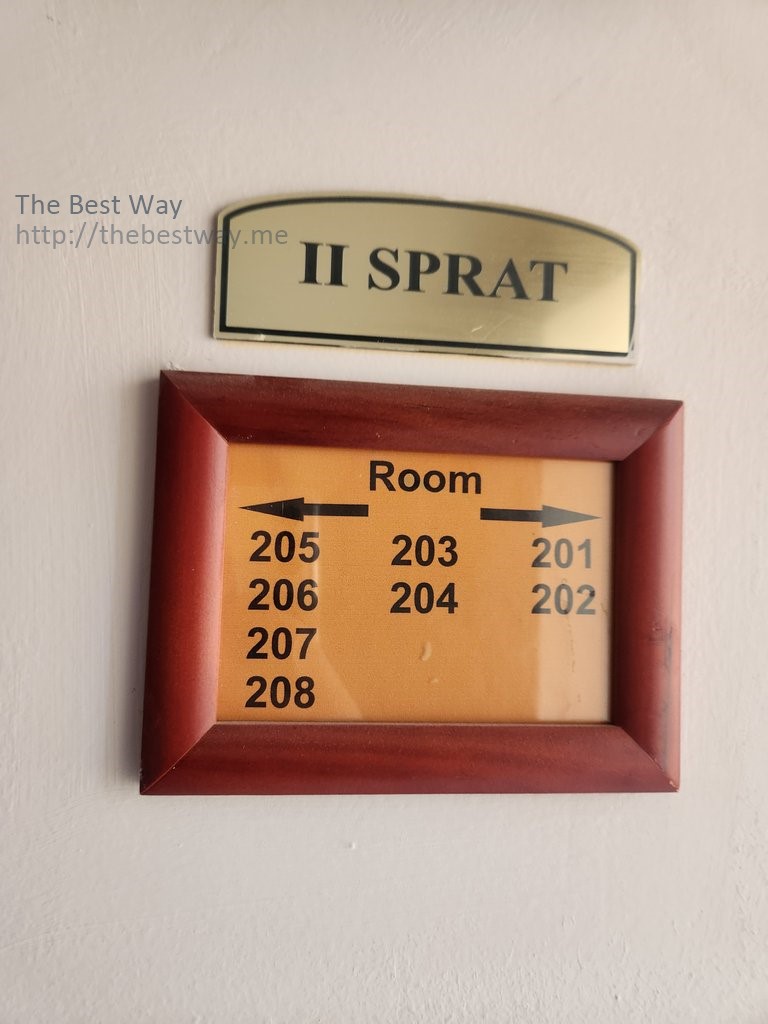 The Best Way
http://thebestway.me
II SPRAT
Room
205 203 201
206 204 202
207
208